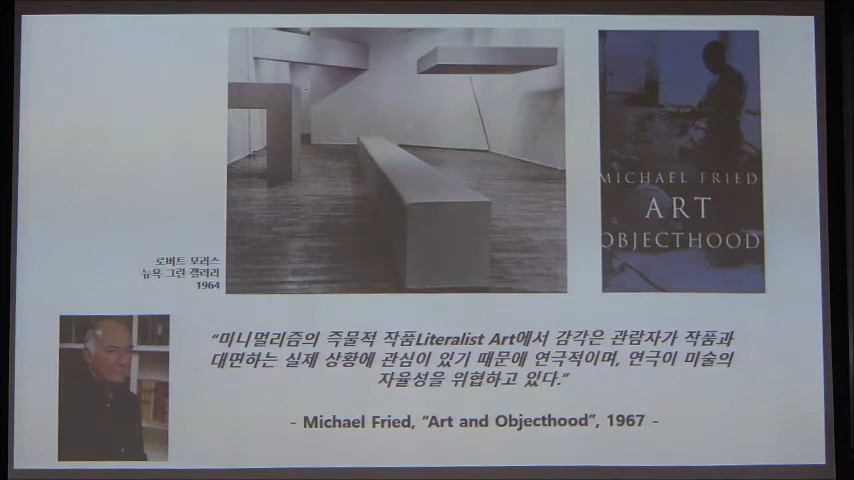 MICHAEL FRIED
ART
OBJECTHOOD
로버트 모리스
뉴욕 그린 갤러리
1964
“미니멀리즘의 즉물적 작품Literalist Art에서 감각은 관람자가 작품과
대면하는 실제 상황에 관심이 있기 때문에 연극적이며, 연극이 미술의
자율성을 위협하고 있다.”
- Michael Fried, “Art and Objecthood”, 1967 -